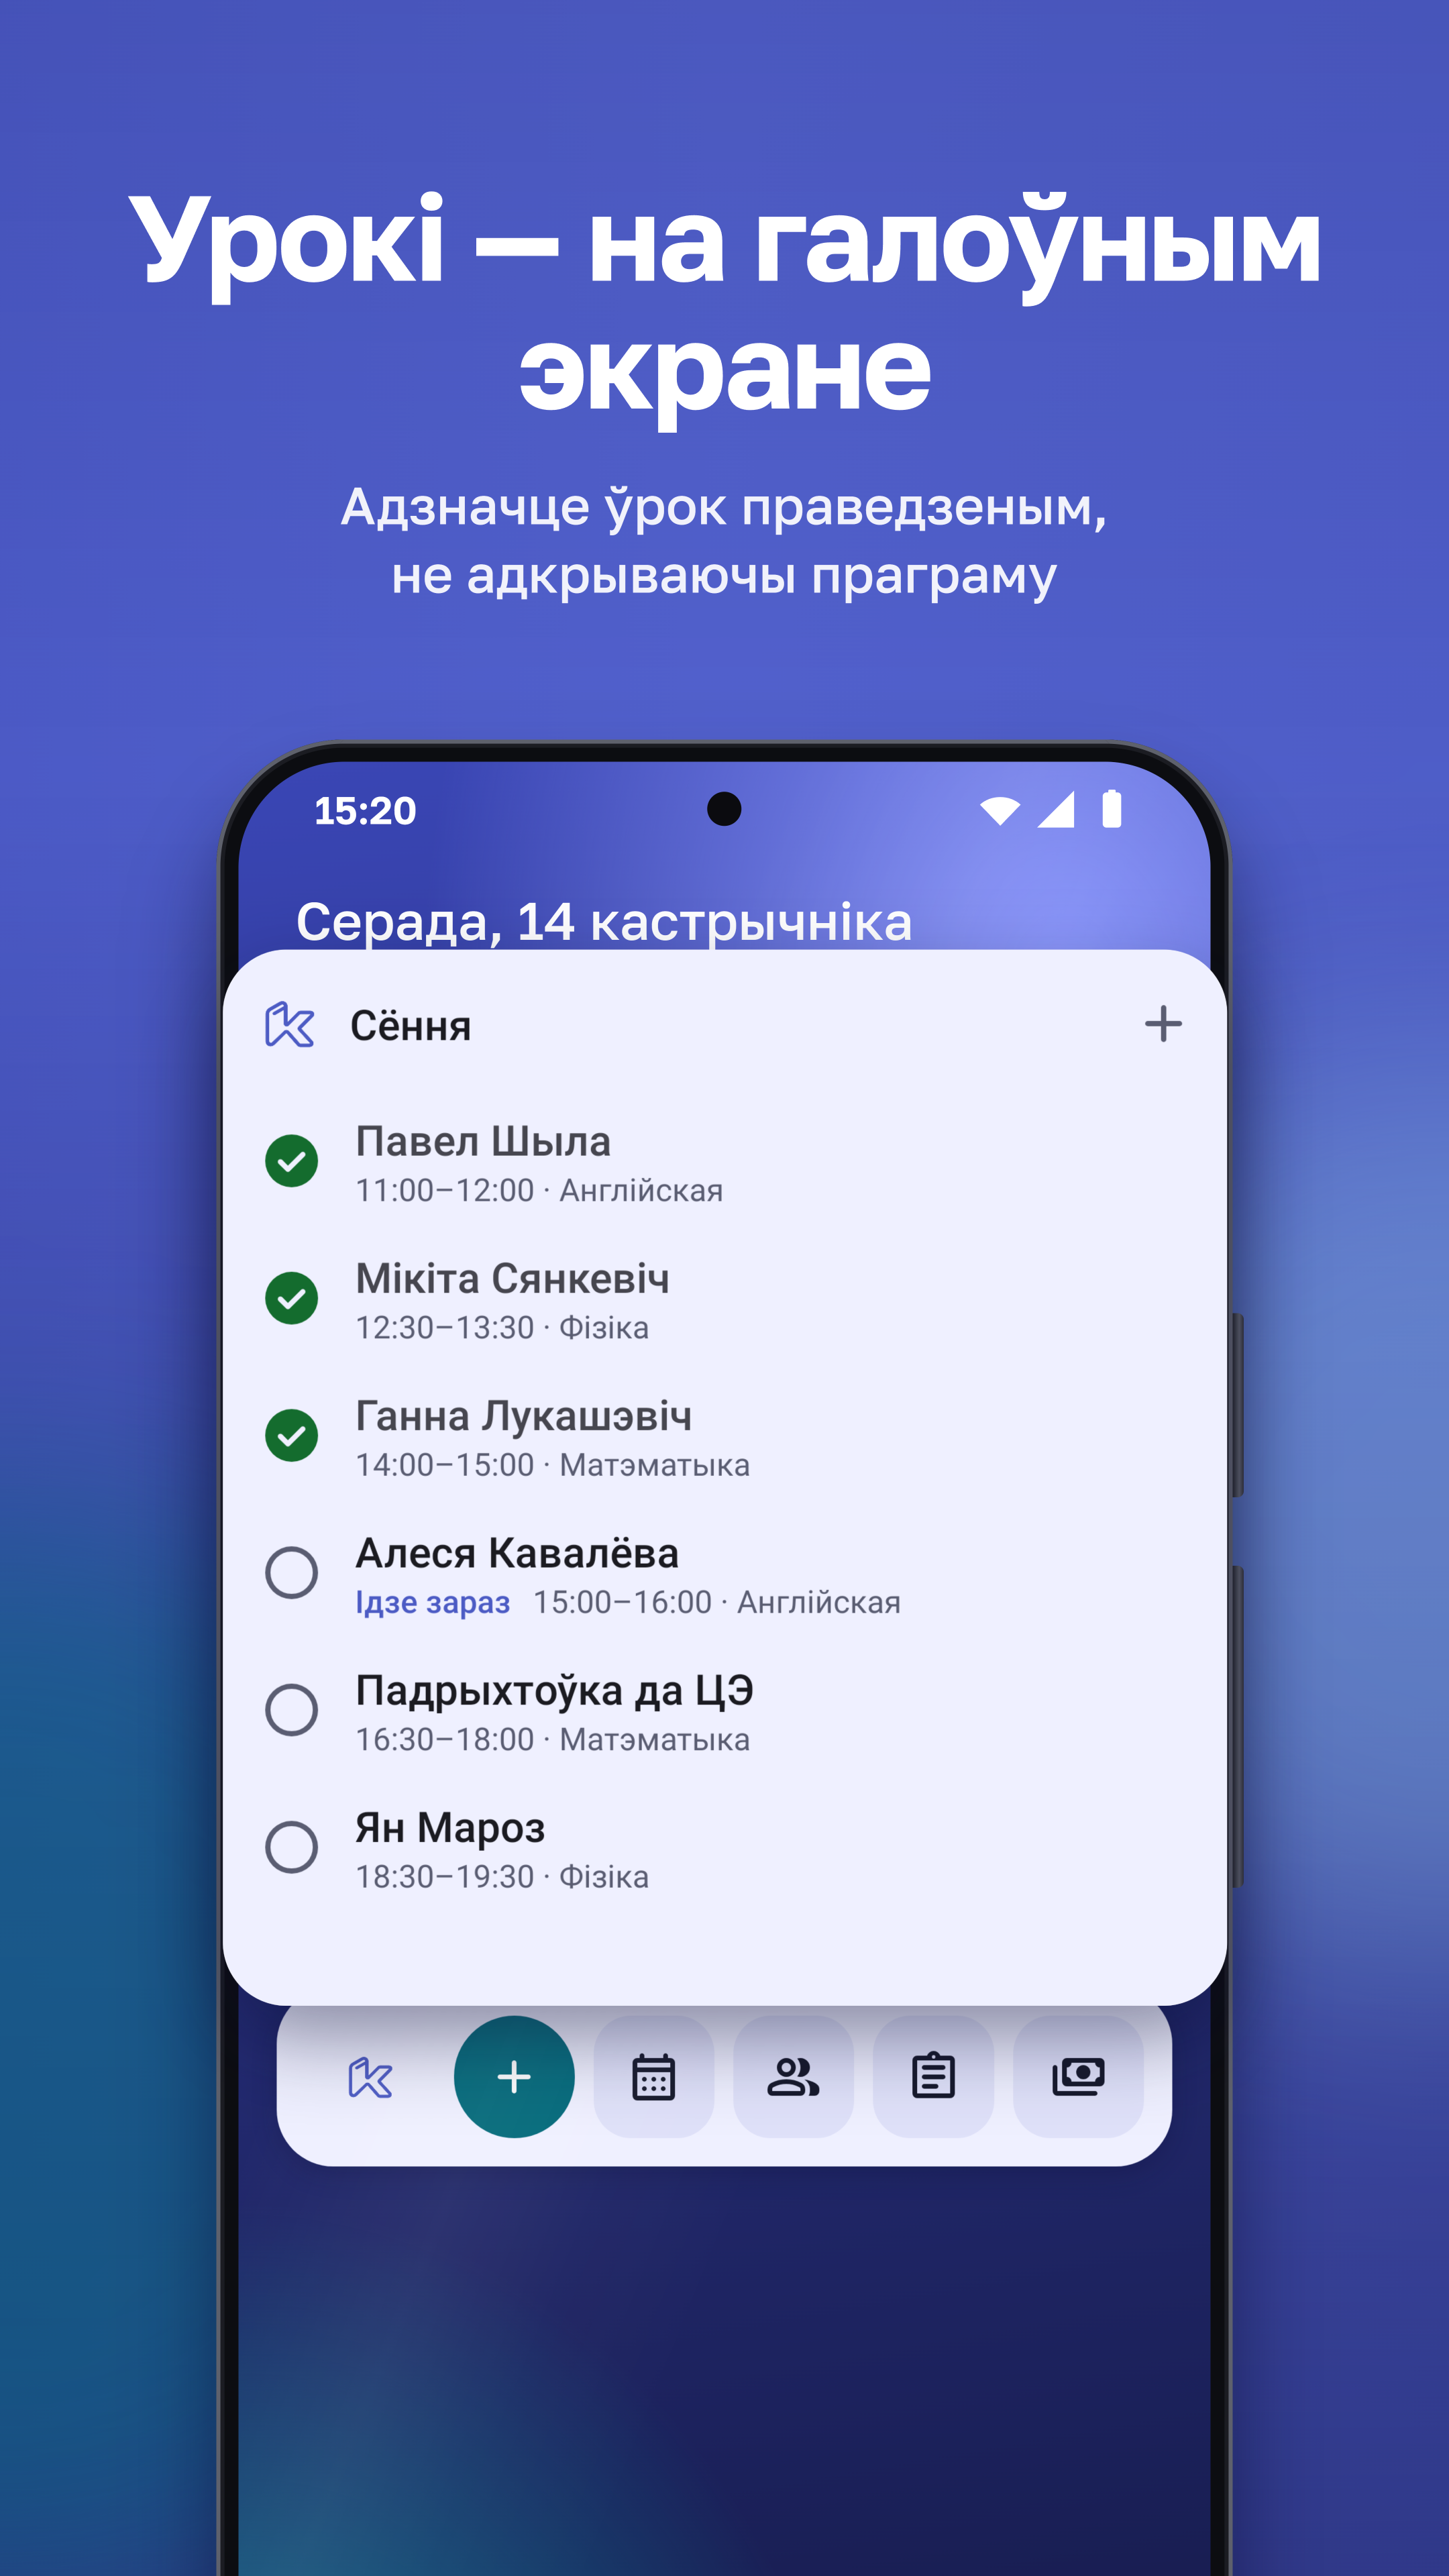 Урокі — на галоўным
экране
Адзначце ўрок праведзеным,
не адкрываючы праграму
15:20
Серада, 14 кастрычніка
Сёння
Павел Шыла
11:00–12:00 · Англійская
Мікіта Сянкевіч
12:30–13:30 · Фізіка
Ганна Лукашэвіч
14:00–15:00 · Матэматыка
Алеся Кавалёва
Ідзе зараз 15:00–16:00 · Англійская
Падрыхтоўка да ЦЭ
16:30–18:00 · Матэматыка
Ян Мароз
18:30–19:30 · Фізіка